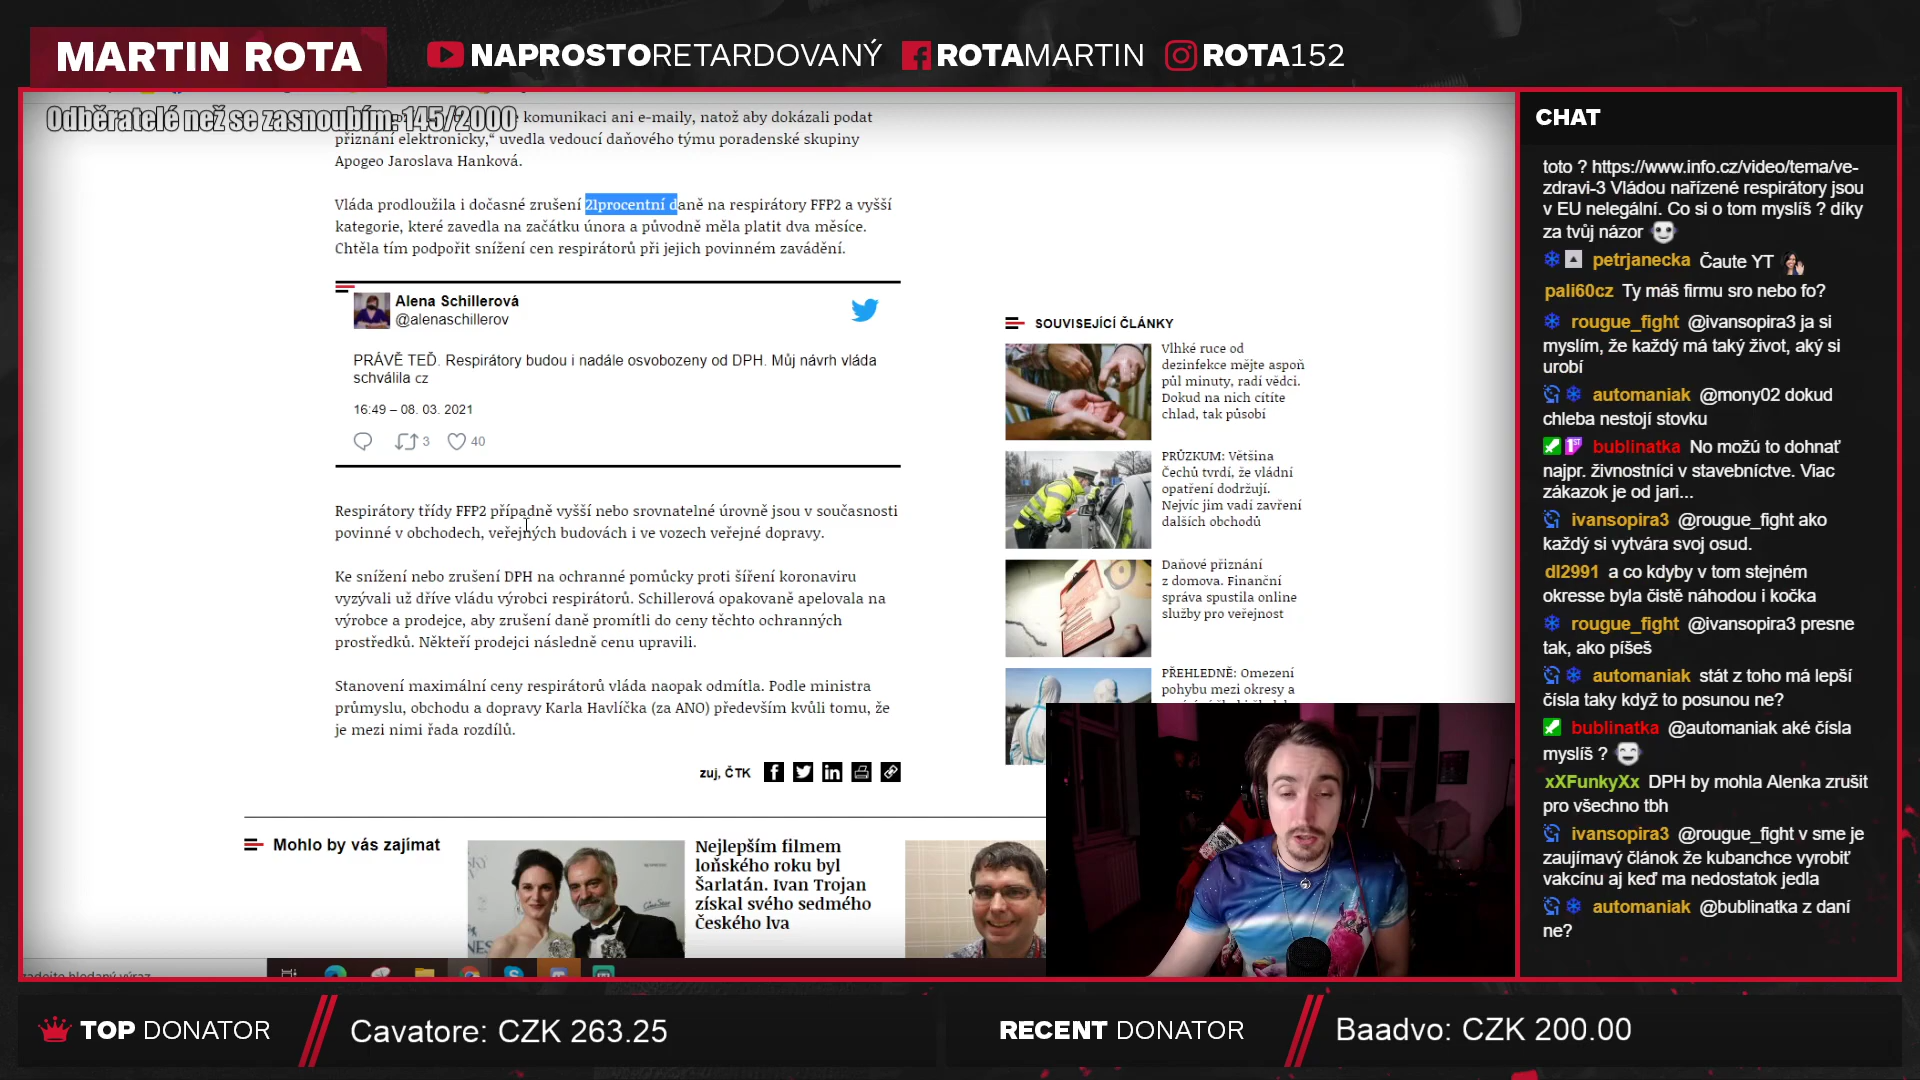 MARTIN ROTA
NAPROSTORETARDOVANÝ
ROTAMARTIN
ROTA152
Odběratelé než se zasnoubím: 145/2000
komunikaci ani e-maily, natož aby dokázali podat
přiznání elektronicky,“ uvedla vedoucí daňového týmu poradenské skupiny
Apogeo Jaroslava Hanková.
Vláda prodloužila i dočasné zrušení 21procentní daně na respirátory FFP2 a vyšší
kategorie, které zavedla na začátku února a původně měla platit dva měsíce.
Chtěla tím podpořit snížení cen respirátorů při jejich povinném zavádění.
Alena Schillerová
@alenaschillerov
PRÁVĚ TEĎ. Respirátory budou i nadále osvobozeny od DPH. Můj návrh vláda
schválila cz
16:49 – 08. 03. 2021
3
40
Respirátory třídy FFP2 případně vyšší nebo srovnatelné úrovně jsou v současnosti
povinné v obchodech, veřejných budovách i ve vozech veřejné dopravy.
Ke snížení nebo zrušení DPH na ochranné pomůcky proti šíření koronaviru
vyzývali už dříve vládu výrobci respirátorů. Schillerová opakovaně apelovala na
výrobce a prodejce, aby zrušení daně promítli do ceny těchto ochranných
prostředků. Někteří prodejci následně cenu upravili.
Stanovení maximální ceny respirátorů vláda naopak odmítla. Podle ministra
průmyslu, obchodu a dopravy Karla Havlíčka (za ANO) především kvůli tomu, že
je mezi nimi řada rozdílů.
zuj, ČTK
Mohlo by vás zajímat
Nejlepším filmem
loňského roku byl
Šarlatán. Ivan Trojan
získal svého sedmého
Českého lva
SOUVISEJÍCÍ ČLÁNKY
Vlhké ruce od
dezinfekce mějte aspoň
půl minuty, radí vědci.
Dokud na nich cítíte
chlad, tak působí
PRŮZKUM: Většina
Čechů tvrdí, že vládní
opatření dodržují.
Nejvíc jim vadí zavření
dalších obchodů
Daňové přiznání
z domova. Finanční
správa spustila online
služby pro veřejnost
PŘEHLEDNĚ: Omezení
pohybu mezi okresy a
CHAT
toto ? https://www.info.cz/video/tema/ve-
zdravi-3 Vládou nařízené respirátory jsou
v EU nelegální. Co si o tom myslíš ? díky
za tvůj názor
petrjanecka Čaute YT
pali60cz Ty máš firmu sro nebo fo?
rougue_fight @ivansopira3 ja si
myslím, že každý má taký život, aký si
urobí
automaniak @mony02 dokud
chleba nestojí stovku
bublinatka No možú to dohnať
najpr. živnostníci v stavebníctve. Viac
zákazok je od jari...
ivansopira3 @rougue_fight ako
každý si vytvára svoj osud.
dl2991 a co kdyby v tom stejném
okresse byla čistě náhodou i kočka
rougue_fight @ivansopira3 presne
tak, ako píšeš
automaniak stát z toho má lepší
čísla taky když to posunou ne?
bublinatka @automaniak aké čísla
myslíš ?
xXFunkyXx DPH by mohla Alenka zrušit
pro všechno tbh
ivansopira3 @rougue_fight v sme je
zaujímavý článok že kubanchce vyrobiť
vakcínu aj keď ma nedostatok jedla
automaniak @bublinatka z daní
ne?
TOP DONATOR
Cavatore: CZK 263.25
RECENT DONATOR
Baadvo: CZK 200.00